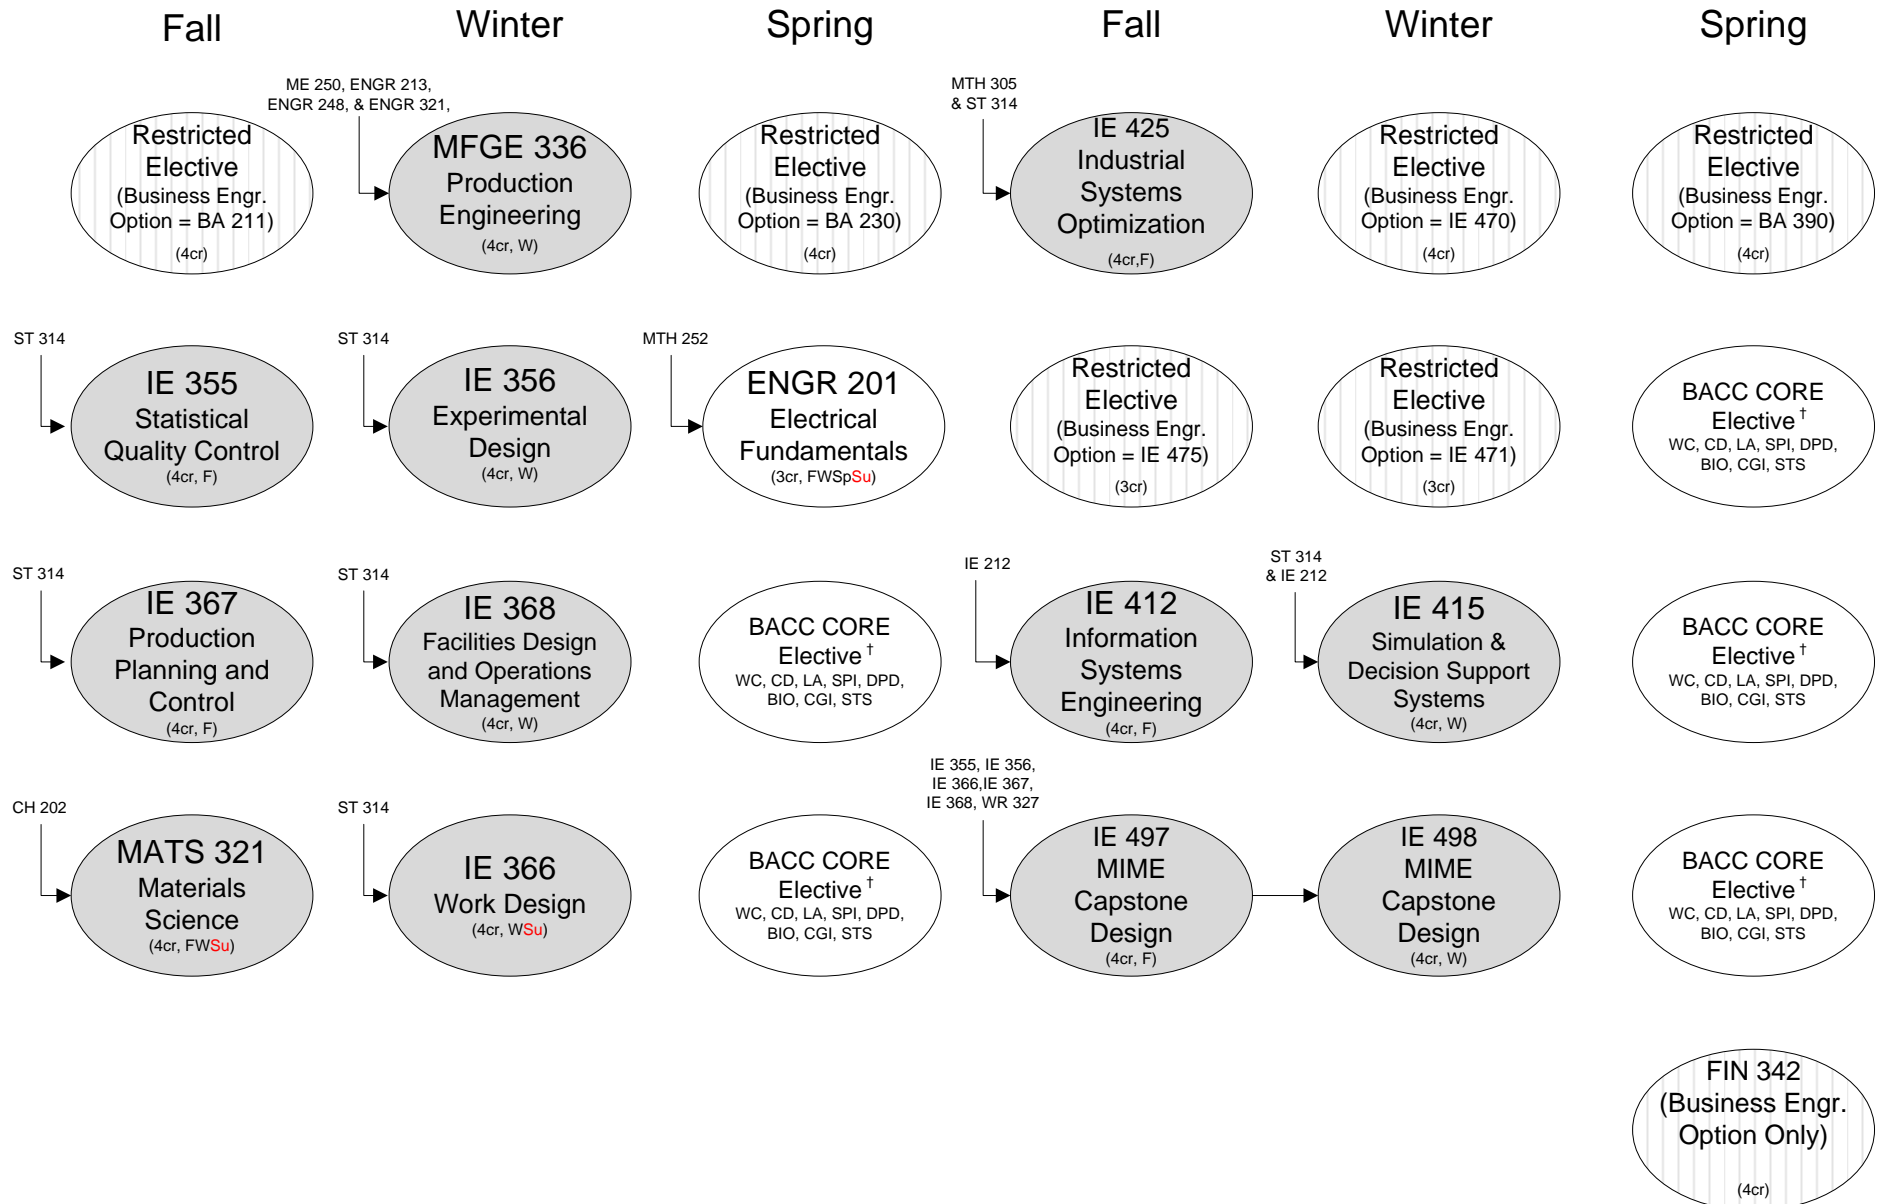 Fall
Winter
Spring
Fall
Winter
Spring
ME 250, ENGR 213,
ENGR 248, & ENGR 321,
MTH 305
& ST 314
Restricted
Elective
(Business Engr.
Option = BA 211)
(4cr)
MFGE 336
Production
Engineering
(4cr, W)
Restricted
Elective
(Business Engr.
Option = BA 230)
(4cr)
IE 425
Industrial
Systems
Optimization
(4cr,F)
Restricted
Elective
(Business Engr.
Option = IE 470)
(4cr)
Restricted
Elective
(Business Engr.
Option = BA 390)
(4cr)
ST 314
IE 355
Statistical
Quality Control
(4cr, F)
ST 314
IE 356
Experimental
Design
(4cr, W)
MTH 252
ENGR 201
Electrical
Fundamentals
(3cr, FWSpSu)
Restricted
Elective
(Business Engr.
Option = IE 475)
(3cr)
Restricted
Elective
(Business Engr.
Option = IE 471)
(3cr)
BACC CORE
Elective †
WC, CD, LA, SPI, DPD,
BIO, CGI, STS
ST 314
IE 367
Production
Planning and
Control
(4cr, F)
ST 314
IE 368
Facilities Design
and Operations
Management
(4cr, W)
BACC CORE
Elective †
WC, CD, LA, SPI, DPD,
BIO, CGI, STS
IE 212
IE 412
Information
Systems
Engineering
(4cr, F)
ST 314
& IE 212
IE 415
Simulation &
Decision Support
Systems
(4cr, W)
BACC CORE
Elective †
WC, CD, LA, SPI, DPD,
BIO, CGI, STS
CH 202
MATS 321
Materials
Science
(4cr, FWSu)
ST 314
IE 366
Work Design
(4cr, WSu)
BACC CORE
Elective †
WC, CD, LA, SPI, DPD,
BIO, CGI, STS
IE 355, IE 356,
IE 366,IE 367,
IE 368, WR 327
IE 497
MIME
Capstone
Design
(4cr, F)
IE 498
MIME
Capstone
Design
(4cr, W)
BACC CORE
Elective †
WC, CD, LA, SPI, DPD,
BIO, CGI, STS
FIN 342
(Business Engr.
Option Only)
(4cr)